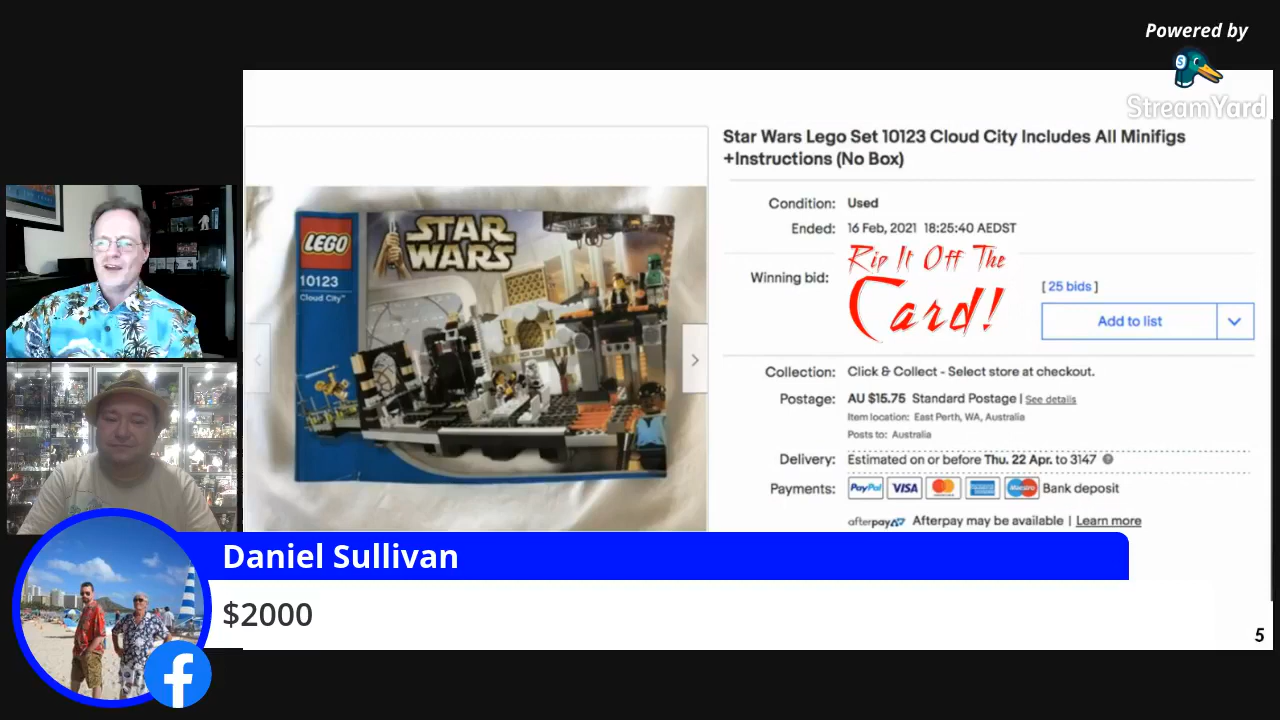 Powered by
StreamYard
Star Wars Lego Set 10123 Cloud City Includes All Minifigs
+Instructions (No Box)
Condition: Used
Ended: 16 Feb, 2021 18:25:40 AEDST
Winning bid:
Rip It Off The
Card!
[ 25 bids ]
Add to list
Collection: Click & Collect - Select store at checkout.
Postage: AU $15.75 Standard Postage | See details
Item location: East Perth, WA, Australia
Posts to: Australia
Delivery: Estimated on or before Thu. 22 Apr. to 3147
Payments: PayPal VISA Maestro Bank deposit
afterpay Afterpay may be available | Learn more
LEGO
STAR
WARS
10123
Cloud City™
Daniel Sullivan
$2000
5